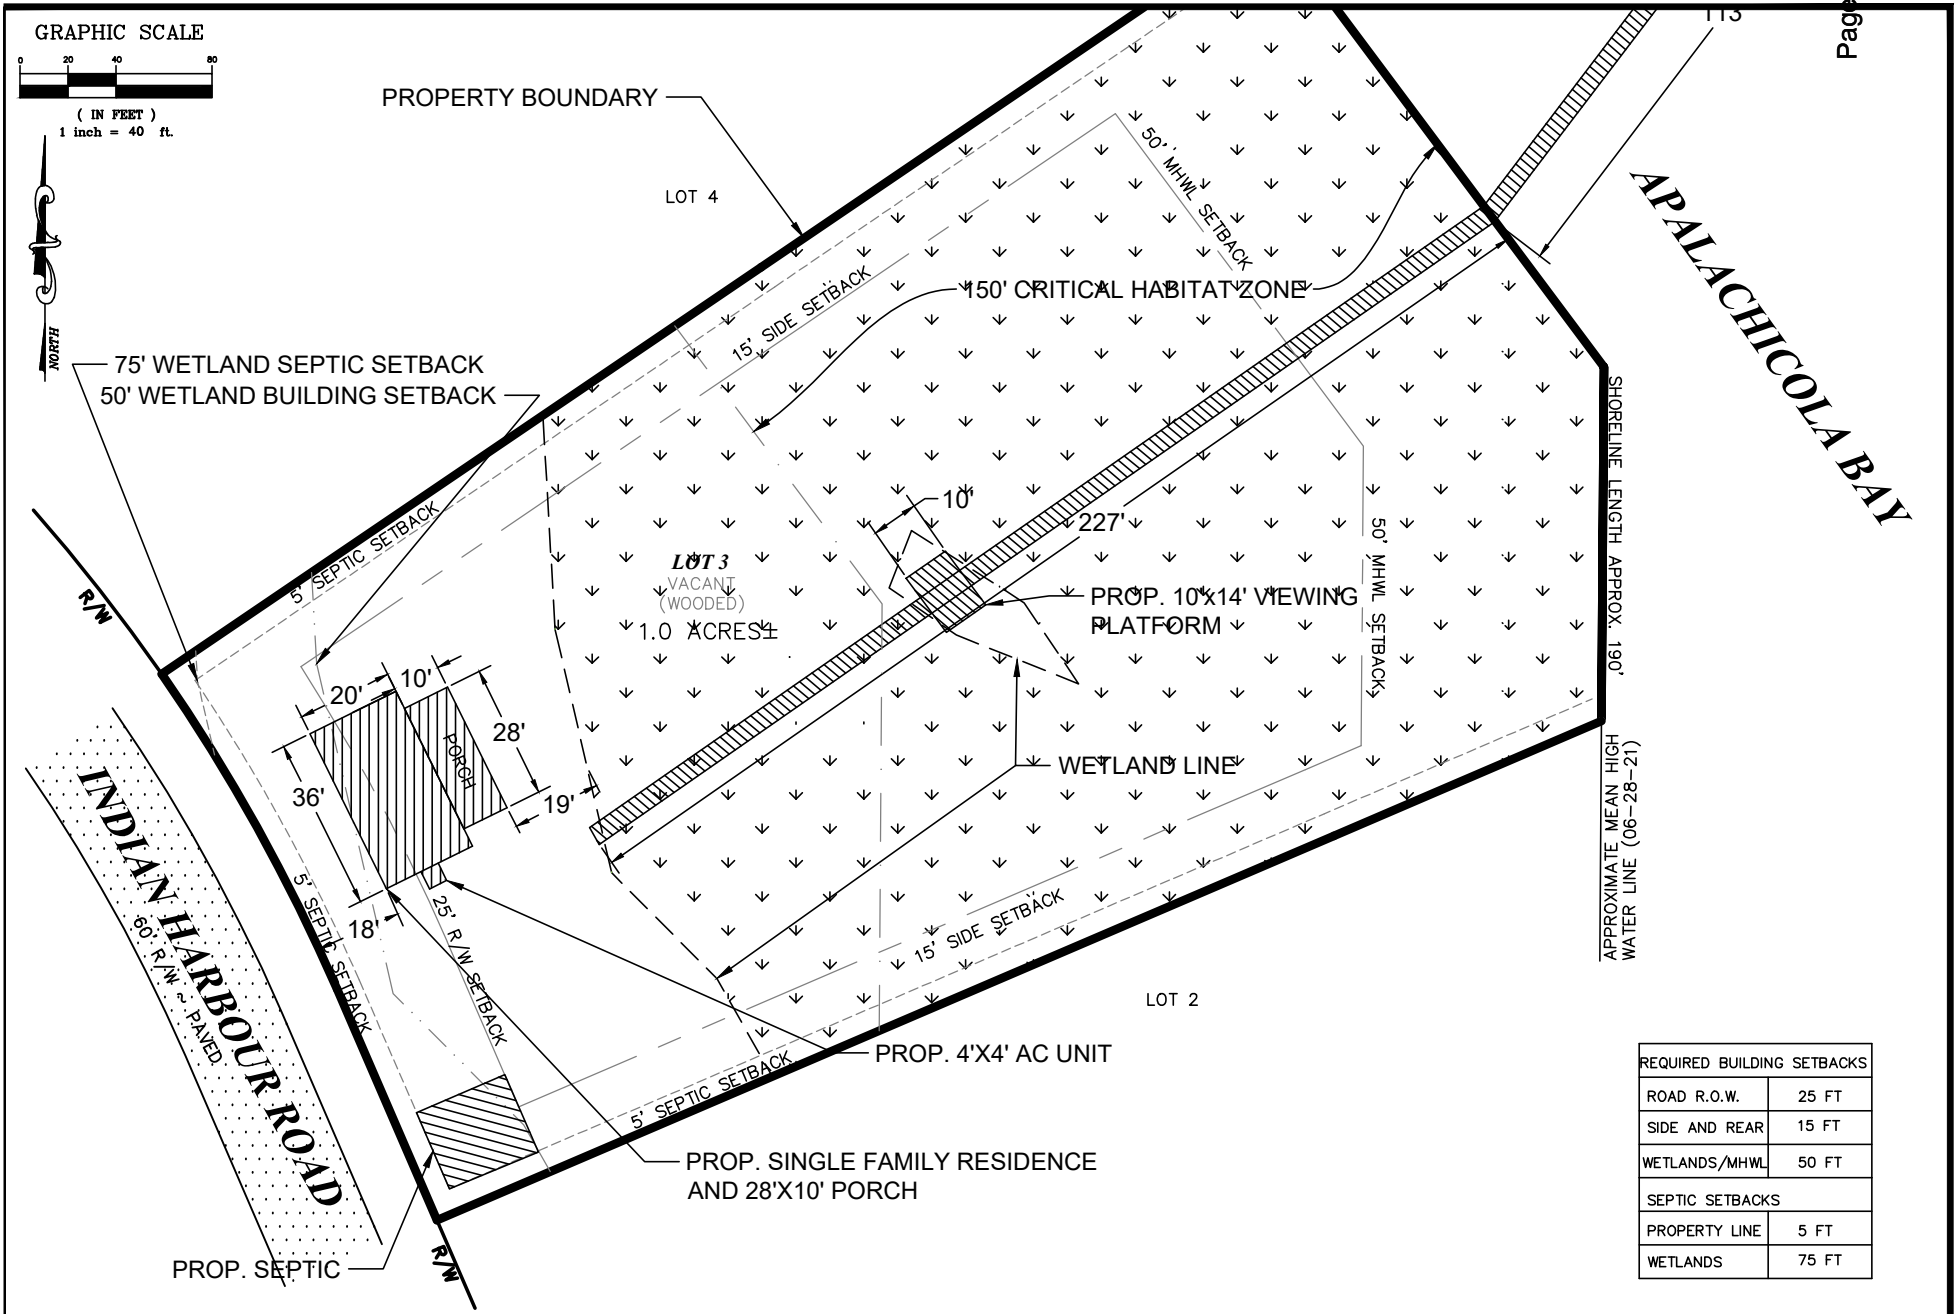 GRAPHIC SCALE
0 20 40 80
( IN FEET )
1 inch = 40 ft.
NORTH
Page
113
PROPERTY BOUNDARY
LOT 4
50' MHWL SETBACK
APALACHICOLA BAY
15' SIDE SETBACK
150' CRITICAL HABITAT ZONE
75' WETLAND SEPTIC SETBACK
50' WETLAND BUILDING SETBACK
SHORELINE LENGTH APPROX. 190'
5' SEPTIC SETBACK
R/W
LOT 3
VACANT
(WOODED)
1.0 ACRES±
10'
227'
50' MHWL SETBACK
PROP. 10'x14' VIEWING
PLATFORM
20'
10'
28'
PORCH
36'
19'
18'
WETLAND LINE
APPROXIMATE MEAN HIGH
WATER LINE (06-28-21)
INDIAN HARBOUR ROAD
60' R/W ~ PAVED
5' SEPTIC SETBACK
25' R/W SETBACK
15' SIDE SETBACK
LOT 2
PROP. 4'X4' AC UNIT
5' SEPTIC SETBACK
PROP. SINGLE FAMILY RESIDENCE
AND 28'X10' PORCH
PROP. SEPTIC
R/W
REQUIRED BUILDING SETBACKS
ROAD R.O.W. 25 FT
SIDE AND REAR 15 FT
WETLANDS/MHWL 50 FT
SEPTIC SETBACKS
PROPERTY LINE 5 FT
WETLANDS 75 FT